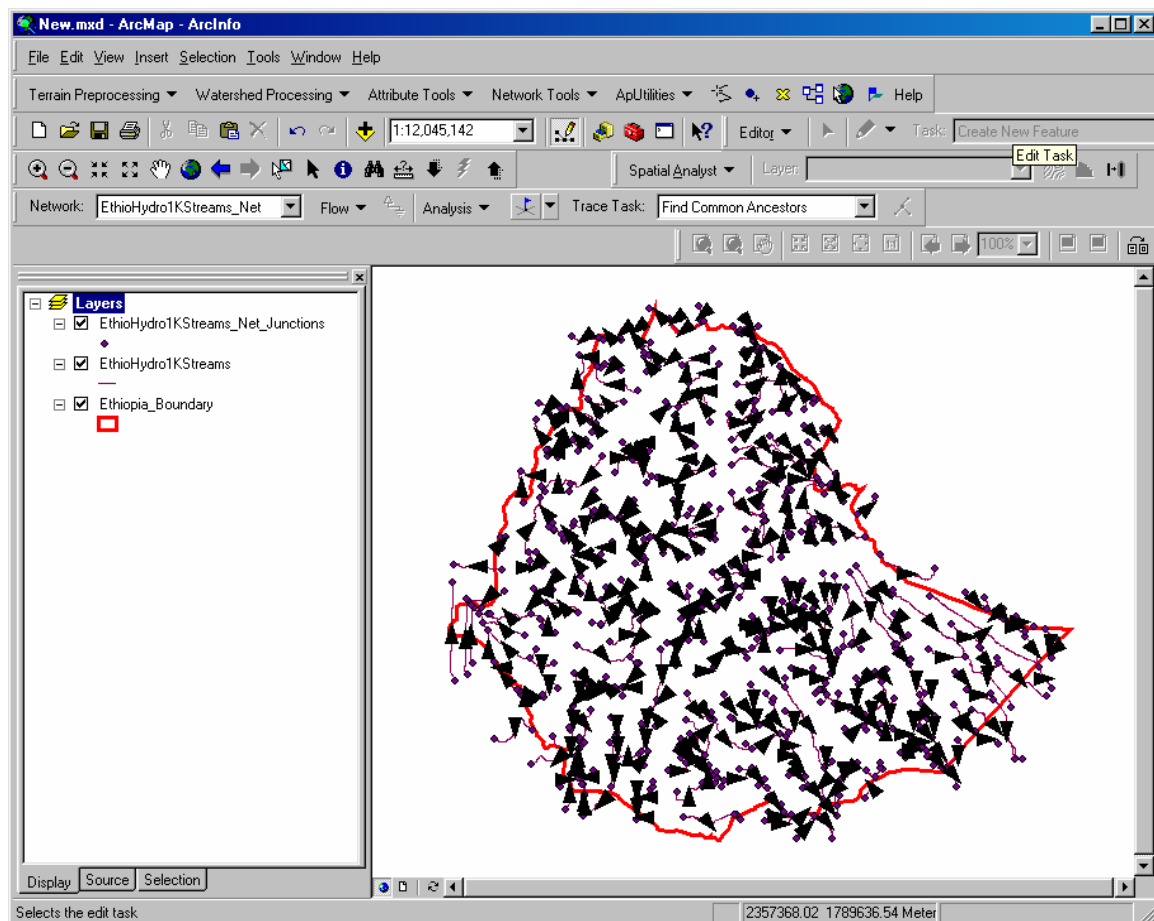 New.mxd - ArcMap - ArcInfo
File Edit View Insert Selection Tools Window Help
Terrain Preprocessing Watershed Processing Attribute Tools Network Tools ApUtilities Help
1:12,045,142 Editor Task: Create New Feature
Edit Task
Spatial Analyst Layer:
Network: EthioHydro1KStreams_Net Flow Analysis Trace Task: Find Common Ancestors
1:1 100%
Layers
EthioHydro1KStreams_Net_Junctions
EthioHydro1KStreams
Ethiopia_Boundary
Display Source Selection
Selects the edit task 2357368.02 1789636.54 Meter